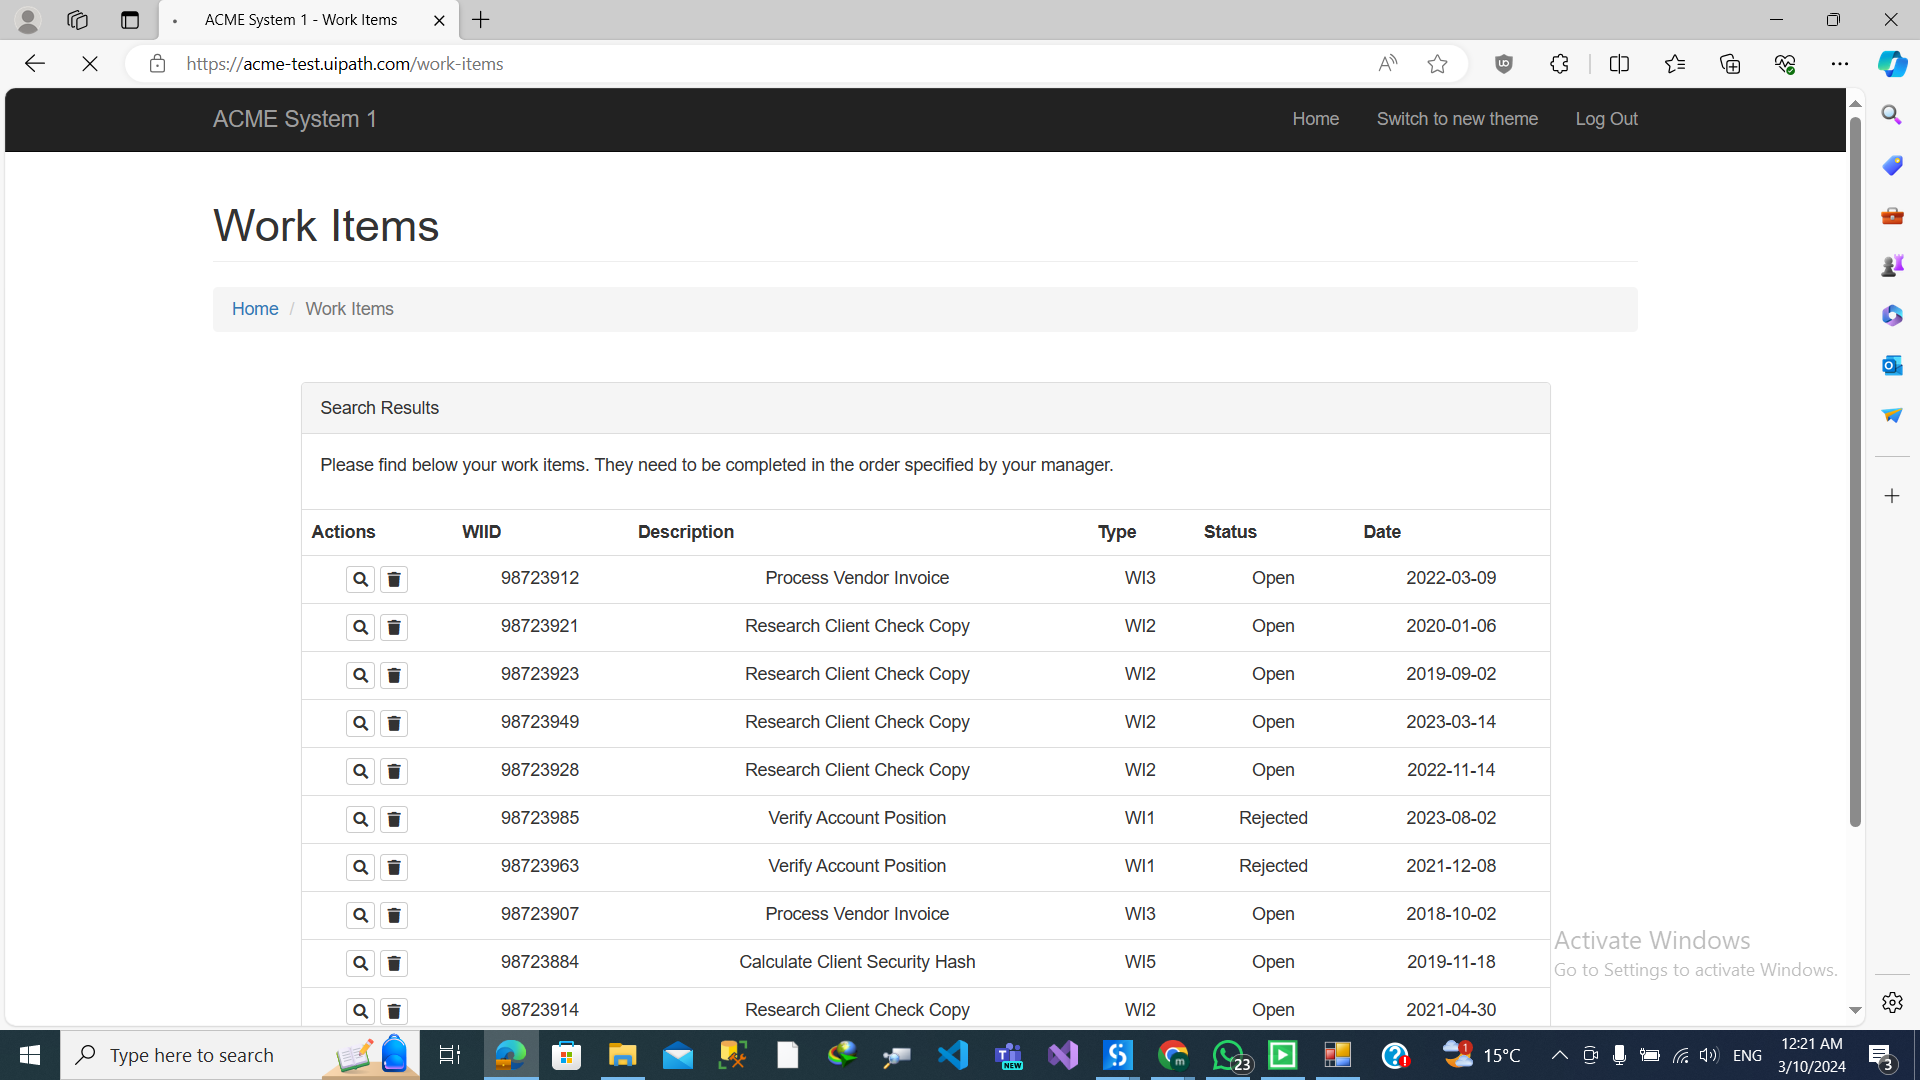 ACME System 1 - Work Items
https://acme-test.uipath.com/work-items
ACME System 1
Home Switch to new theme Log Out
Work Items
Home / Work Items
Search Results
Please find below your work items. They need to be completed in the order specified by your manager.
Actions WIID Description Type Status Date
98723912 Process Vendor Invoice WI3 Open 2022-03-09
98723921 Research Client Check Copy WI2 Open 2020-01-06
98723923 Research Client Check Copy WI2 Open 2019-09-02
98723949 Research Client Check Copy WI2 Open 2023-03-14
98723928 Research Client Check Copy WI2 Open 2022-11-14
98723985 Verify Account Position WI1 Rejected 2023-08-02
98723963 Verify Account Position WI1 Rejected 2021-12-08
98723907 Process Vendor Invoice WI3 Open 2018-10-02
98723884 Calculate Client Security Hash WI5 Open 2019-11-18
98723914 Research Client Check Copy WI2 Open 2021-04-30
Activate Windows
Go to Settings to activate Windows.
Type here to search
NEW
23
1
15°C
ENG
12:21 AM
3/10/2024
3